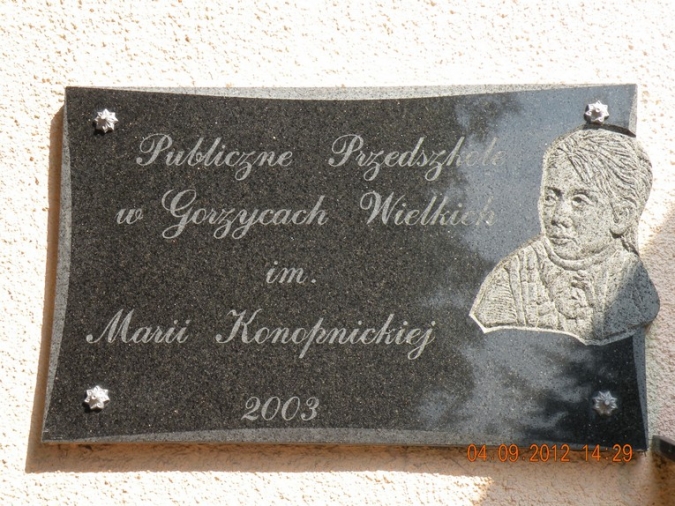 Publiczne Przedszkole
w Gorzycach Wielkich
im.
Marii Konopnickiej
2003
04.09.2012 14:29